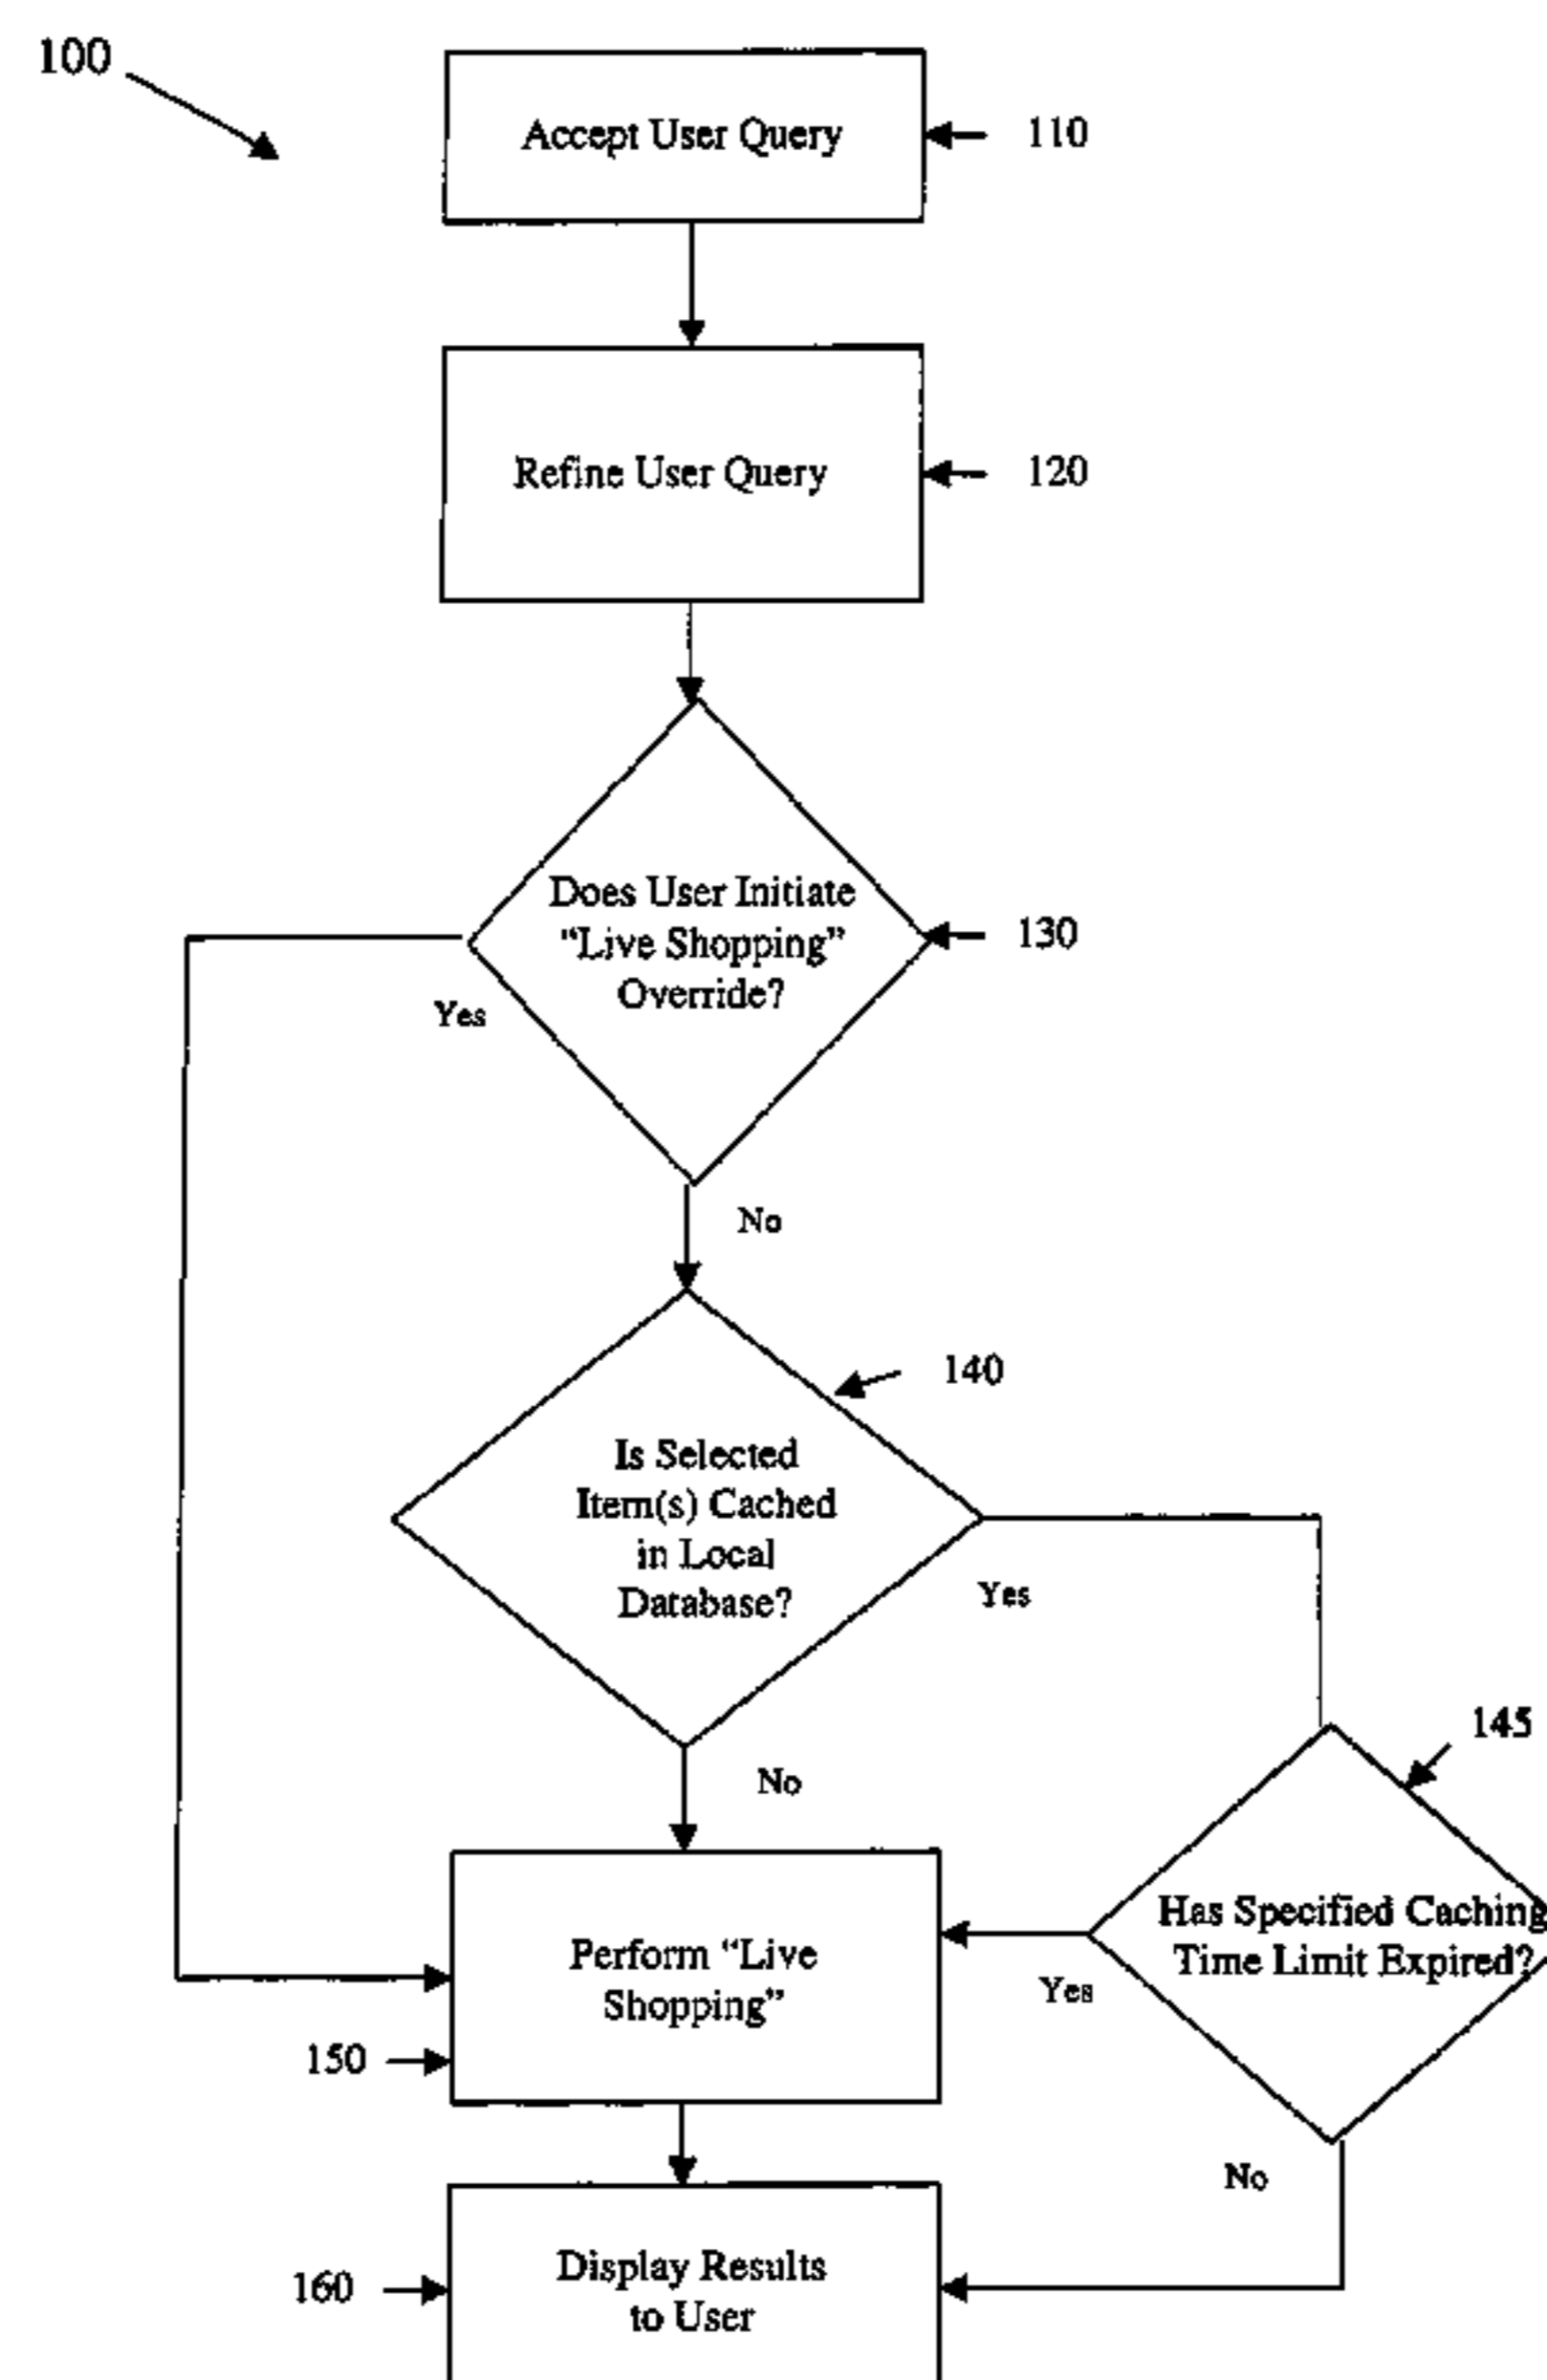 100
Accept User Query
110
Refine User Query
120
Does User Initiate
“Live Shopping”
Override?
130
Yes
No
140
Is Selected
Item(s) Cached
in Local
Database?
Yes
145
No
Has Specified Caching
Time Limit Expired?
Perform “Live
Shopping”
Yes
150
No
Display Results
to User
160